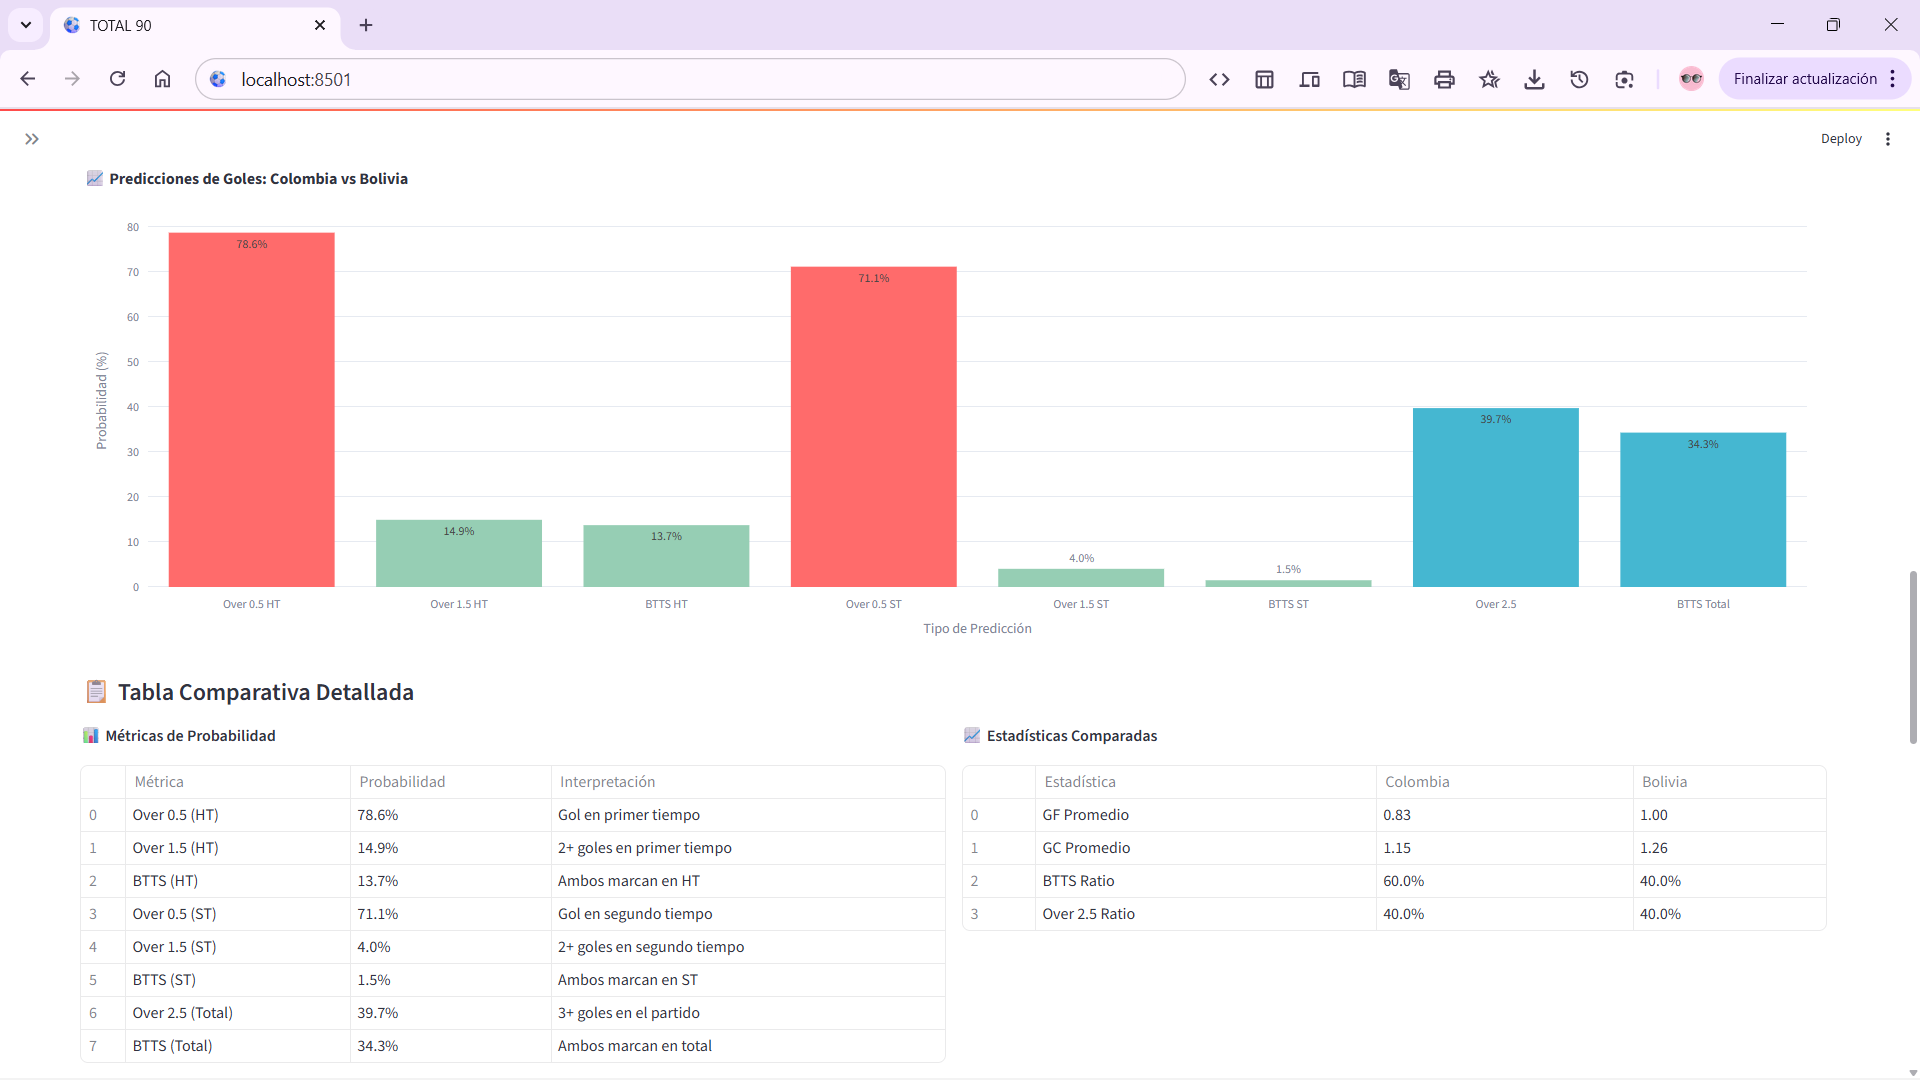 TOTAL 90
localhost:8501
Finalizar actualización
Deploy
Predicciones de Goles: Colombia vs Bolivia
Probabilidad (%)
80
70
60
50
40
30
20
10
0
78.6%
14.9%
13.7%
71.1%
4.0%
1.5%
39.7%
34.3%
Over 0.5 HT
Over 1.5 HT
BTTS HT
Over 0.5 ST
Over 1.5 ST
BTTS ST
Over 2.5
BTTS Total
Tipo de Predicción
Tabla Comparativa Detallada
Métricas de Probabilidad
Métrica Probabilidad Interpretación
0 Over 0.5 (HT) 78.6% Gol en primer tiempo
1 Over 1.5 (HT) 14.9% 2+ goles en primer tiempo
2 BTTS (HT) 13.7% Ambos marcan en HT
3 Over 0.5 (ST) 71.1% Gol en segundo tiempo
4 Over 1.5 (ST) 4.0% 2+ goles en segundo tiempo
5 BTTS (ST) 1.5% Ambos marcan en ST
6 Over 2.5 (Total) 39.7% 3+ goles en el partido
7 BTTS (Total) 34.3% Ambos marcan en total
Estadísticas Comparadas
Estadística Colombia Bolivia
0 GF Promedio 0.83 1.00
1 GC Promedio 1.15 1.26
2 BTTS Ratio 60.0% 40.0%
3 Over 2.5 Ratio 40.0% 40.0%